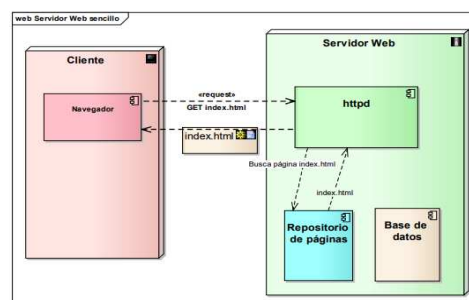 web Servidor Web sencillo
Cliente
Servidor Web
Navegador
«request»
GET index.html
httpd
index.html
Busca página index.html
index.html
Repositorio
de páginas
Base de
datos